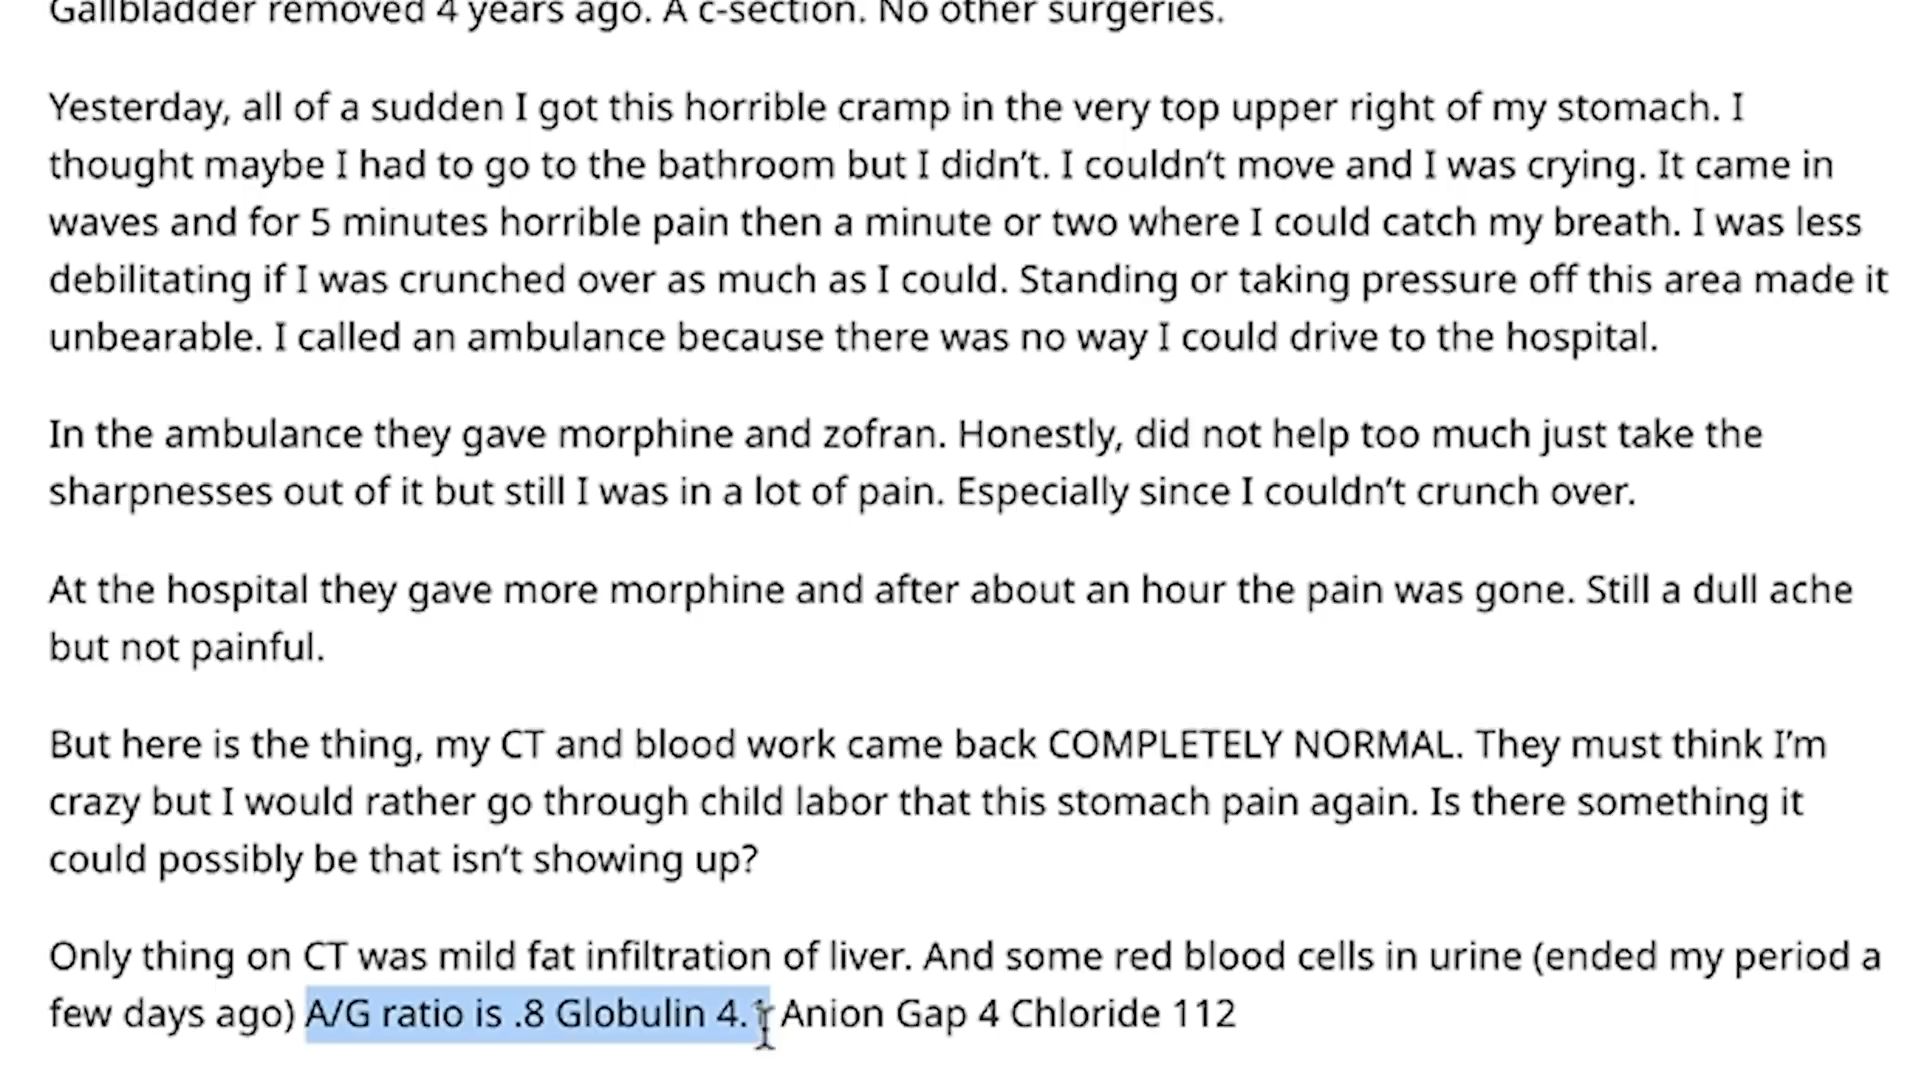 Gallbladder removed 4 years ago. A c-section. No other surgeries.
Yesterday, all of a sudden I got this horrible cramp in the very top upper right of my stomach. I
thought maybe I had to go to the bathroom but I didn’t. I couldn’t move and I was crying. It came in
waves and for 5 minutes horrible pain then a minute or two where I could catch my breath. I was less
debilitating if I was crunched over as much as I could. Standing or taking pressure off this area made it
unbearable. I called an ambulance because there was no way I could drive to the hospital.
In the ambulance they gave morphine and zofran. Honestly, did not help too much just take the
sharpnesses out of it but still I was in a lot of pain. Especially since I couldn’t crunch over.
At the hospital they gave more morphine and after about an hour the pain was gone. Still a dull ache
but not painful.
But here is the thing, my CT and blood work came back COMPLETELY NORMAL. They must think I’m
crazy but I would rather go through child labor that this stomach pain again. Is there something it
could possibly be that isn’t showing up?
Only thing on CT was mild fat infiltration of liver. And some red blood cells in urine (ended my period a
few days ago) A/G ratio is .8 Globulin Anion Gap 4 Chloride 112